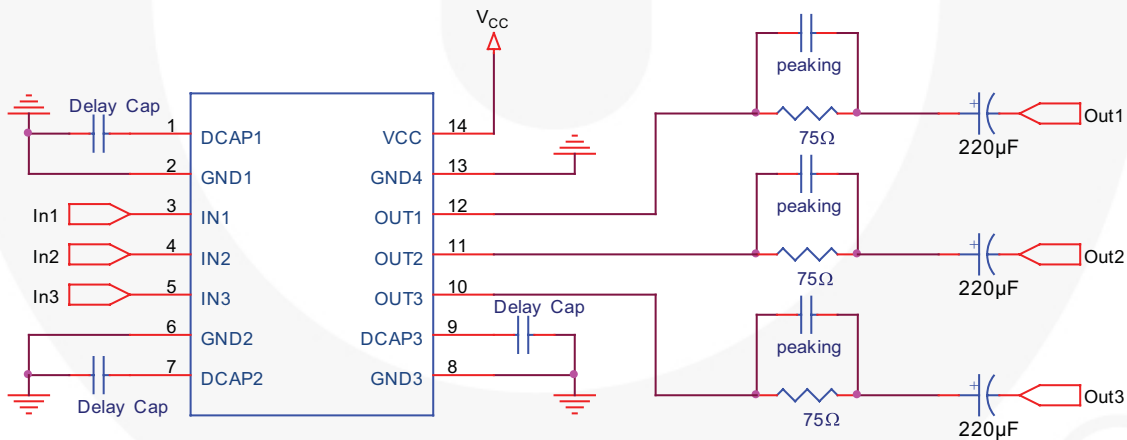 VCC
peaking
Delay Cap
1
DCAP1
VCC
14
75Ω
+
220µF
Out1
2
GND1
GND4
13
peaking
In1
3
IN1
OUT1
12
In2
4
IN2
OUT2
11
75Ω
+
220µF
Out2
In3
5
IN3
OUT3
10
Delay Cap
6
GND2
DCAP3
9
peaking
7
DCAP2
GND3
8
Delay Cap
75Ω
+
220µF
Out3